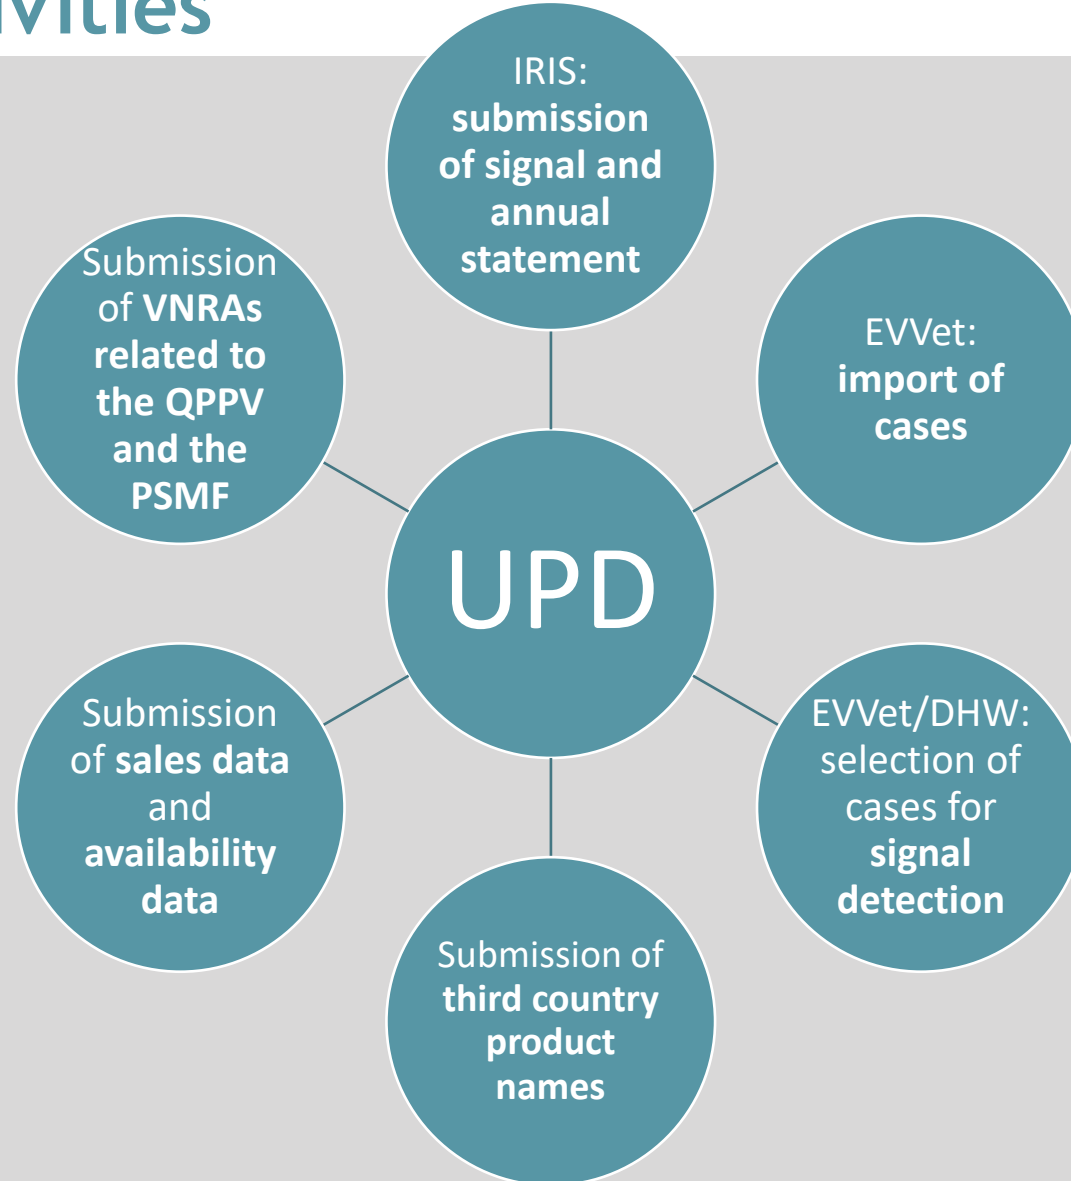 IRIS:
submission
of signal and
annual
statement
Submission
of VNRAs
related to
the QPPV
and the
PSMF
EVVet:
import of
cases
UPD
Submission
of sales data
and
availability
data
EVVet/DHW:
selection of
cases for
signal
detection
Submission of
third country
product
names